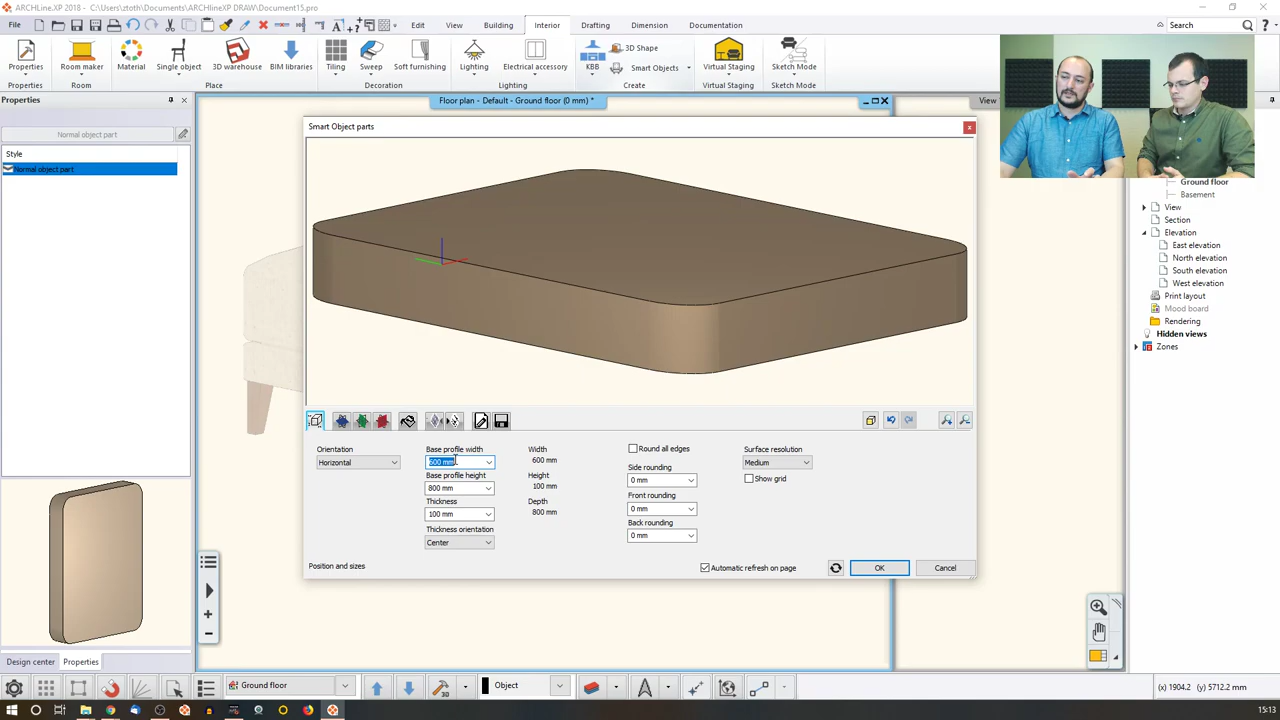 ARCHLine.XP 2018 - C:\Users\ztoth\Documents\ARCHlineXP DRAW\Document15.pro
File
Edit
View
Building
Interior
Drafting
Dimension
Documentation
Search
Properties
Room maker
Material
Single object
3D warehouse
BIM libraries
Tiling
Sweep
Soft furnishing
Lighting
Electrical accessory
KBB
3D Shape
Smart Objects
Virtual Staging
Sketch Mode
Properties
Room
Place
Decoration
Lighting
Create
Virtual Staging
Sketch Mode
Properties
Floor plan - Default - Ground floor (0 mm) *
View
Normal object part
Style
Normal object part
Smart Object parts
Ground floor
Basement
View
Section
Elevation
East elevation
North elevation
South elevation
West elevation
Print layout
Mood board
Rendering
Hidden views
Zones
Orientation
Horizontal
Base profile width
600 mm
Base profile height
800 mm
Thickness
100 mm
Thickness orientation
Center
Width
600 mm
Height
100 mm
Depth
800 mm
Round all edges
Side rounding
0 mm
Front rounding
0 mm
Back rounding
0 mm
Surface resolution
Medium
Show grid
Position and sizes
Automatic refresh on page
OK
Cancel
Design center
Properties
Ground floor
Object
(x) 1904.2 (y) 5712.2 mm
15:13